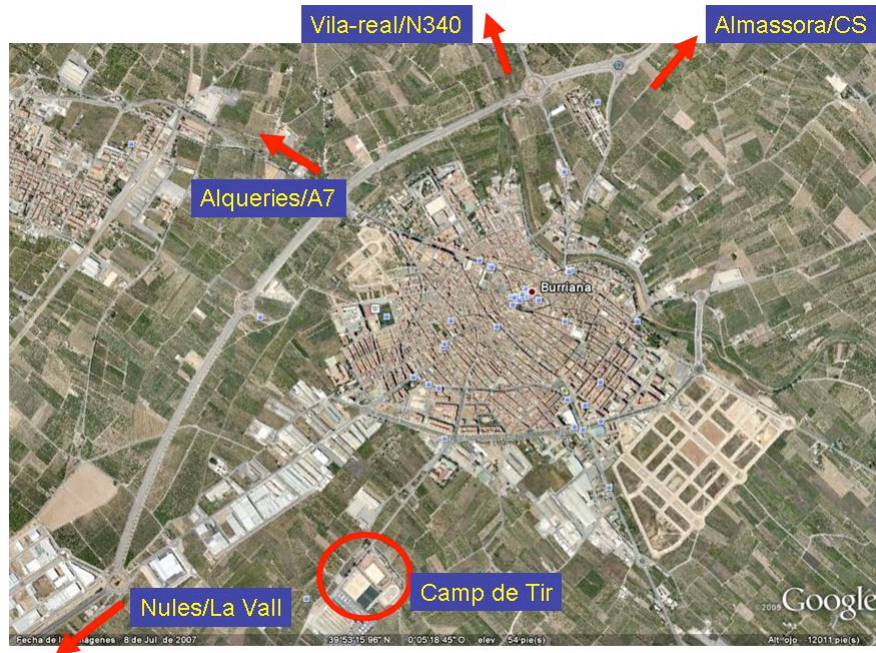 Vila-real/N340
Almassora/CS
Alqueries/A7
Burriana
Camp de Tir
Nules/La Vall
©2009 Google
Fecha de las imágenes: 8 de Jul. de 2007
39°53'15.96" N
0°05'18.45" O
elev 54 pie(s)
Alt. ojo 12011 pie(s)